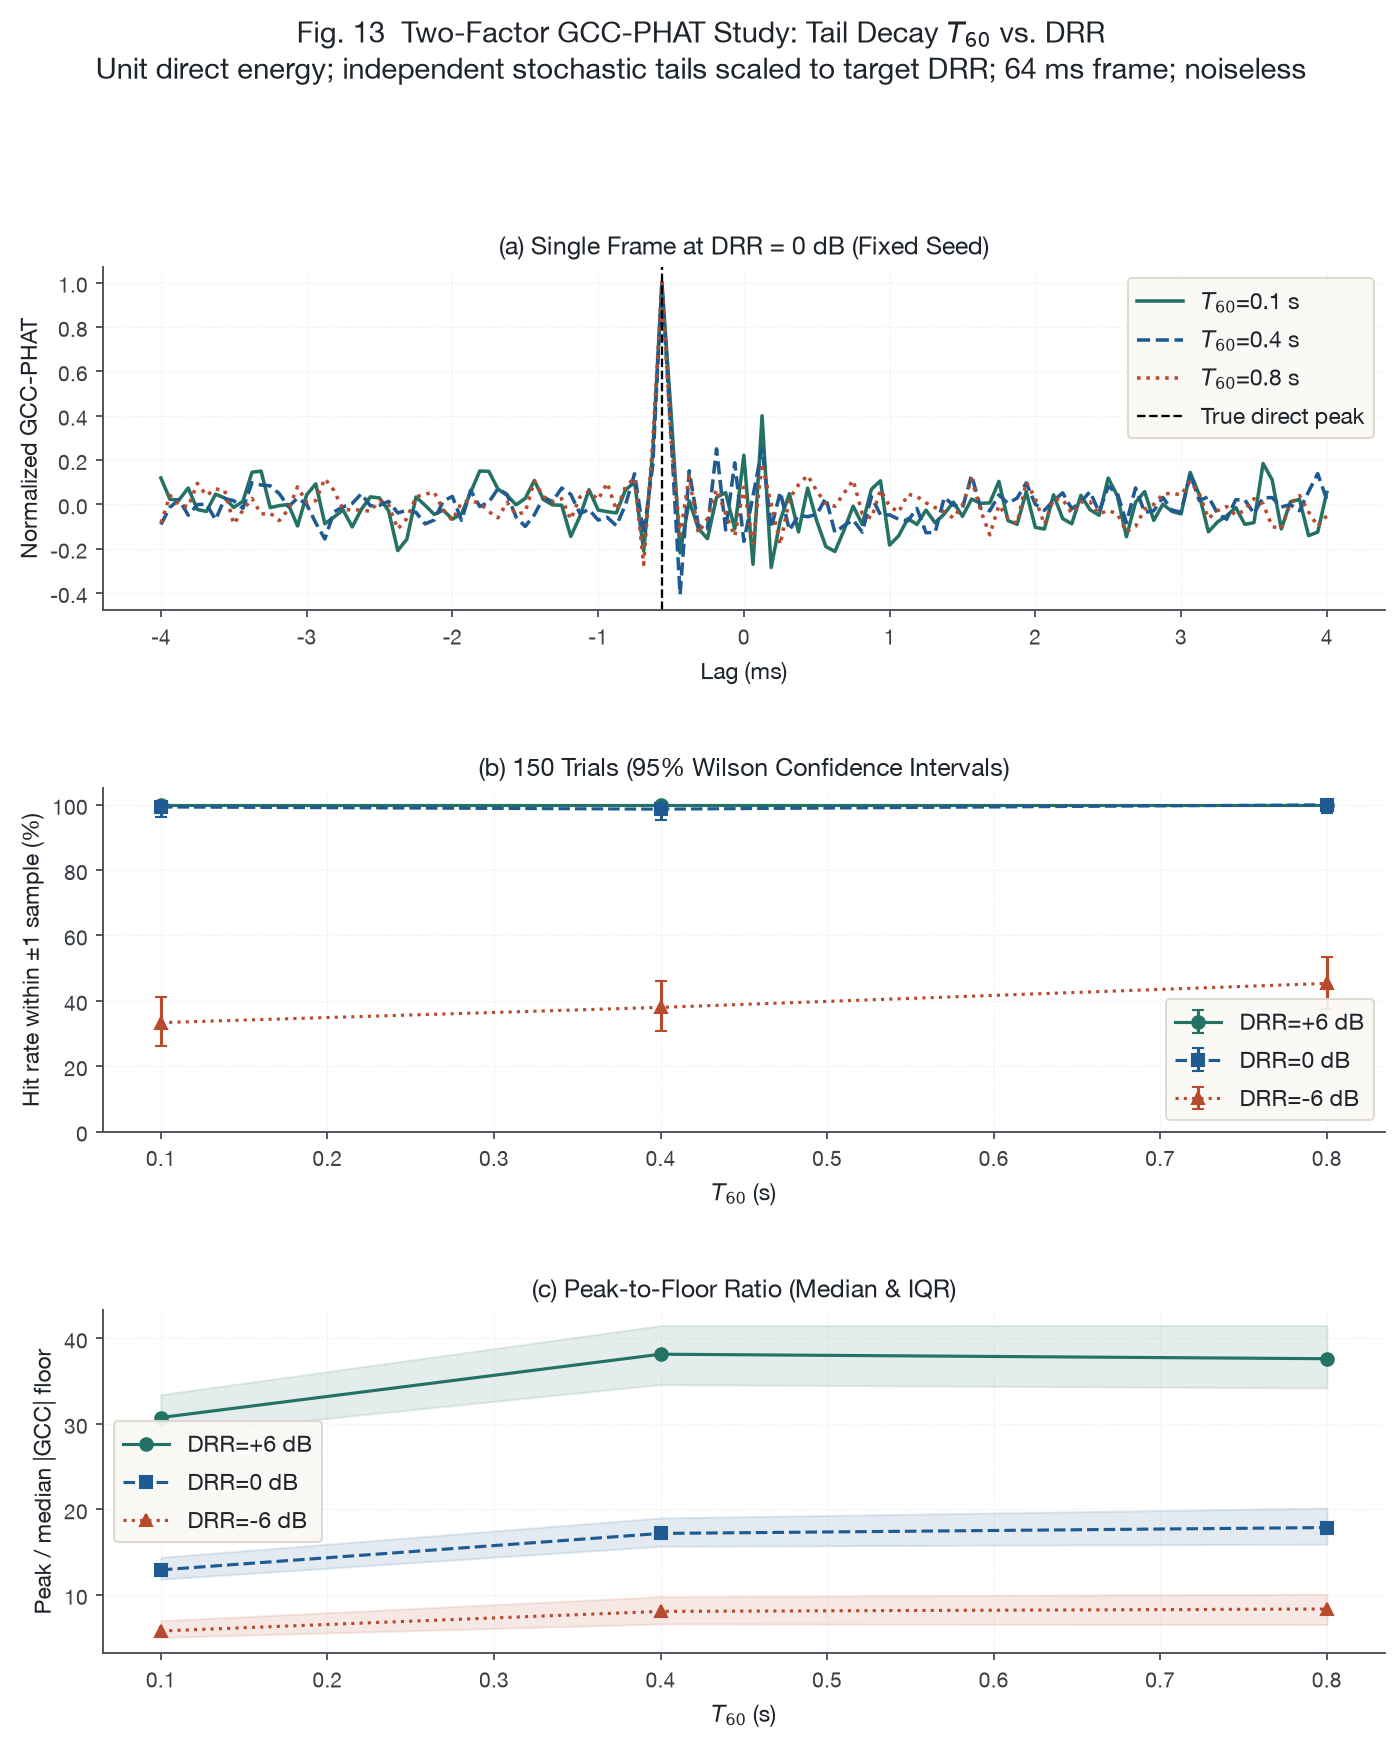 Fig. 13  Two-Factor GCC-PHAT Study: Tail Decay T60 vs. DRR
Unit direct energy; independent stochastic tails scaled to target DRR; 64 ms frame; noiseless
(a) Single Frame at DRR = 0 dB (Fixed Seed)
Normalized GCC-PHAT
1.0
0.8
0.6
0.4
0.2
0.0
-0.2
-0.4
T60=0.1 s
T60=0.4 s
T60=0.8 s
True direct peak
-4 -3 -2 -1 0 1 2 3 4
Lag (ms)
(b) 150 Trials (95% Wilson Confidence Intervals)
Hit rate within ±1 sample (%)
100
80
60
40
20
0
DRR=+6 dB
DRR=0 dB
DRR=-6 dB
0.1 0.2 0.3 0.4 0.5 0.6 0.7 0.8
T60 (s)
(c) Peak-to-Floor Ratio (Median & IQR)
Peak / median |GCC| floor
40
30
20
10
DRR=+6 dB
DRR=0 dB
DRR=-6 dB
0.1 0.2 0.3 0.4 0.5 0.6 0.7 0.8
T60 (s)